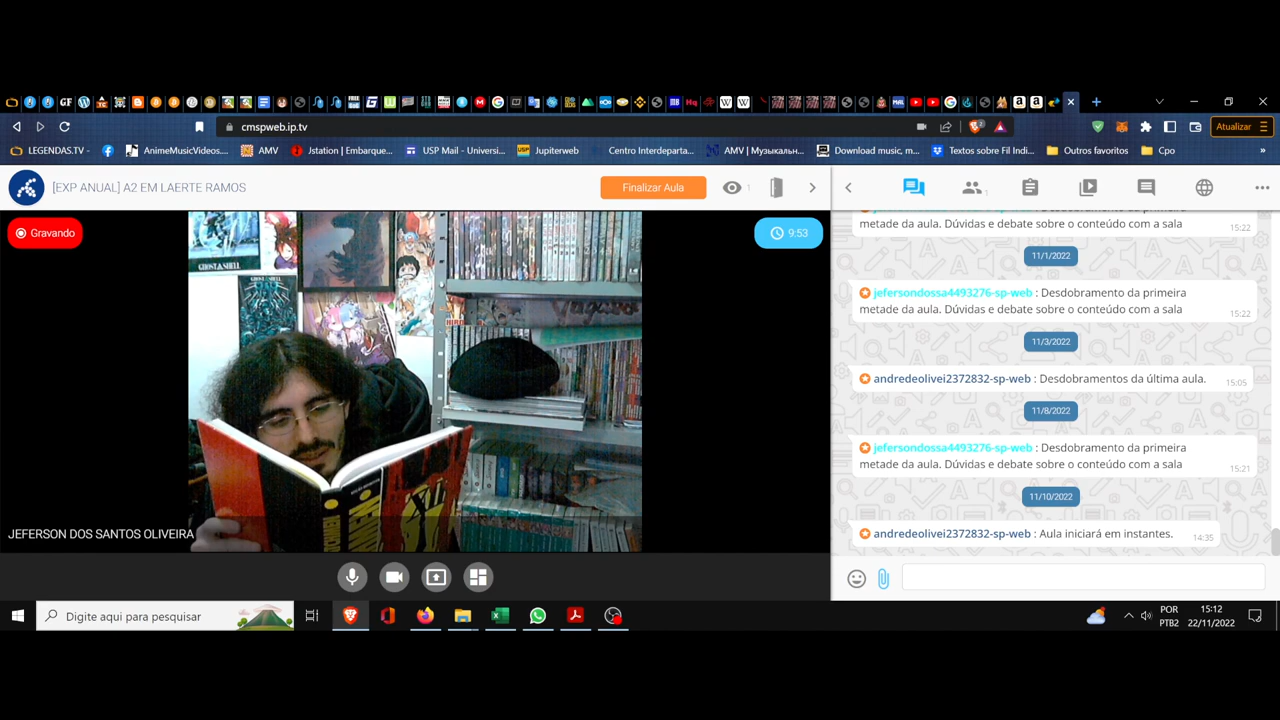 cmspweb.ip.tv
Atualizar
LEGENDAS.TV -
AnimeMusicVideos...
AMV
Jstation | Embarque...
USP Mail - Universi...
Jupiterweb
Centro Interdeparta...
AMV | Музыкальн...
Download music, m...
Textos sobre Fil Indi...
Outros favoritos
Cpo
»
[EXP ANUAL] A2 EM LAERTE RAMOS
Finalizar Aula
1
1
Gravando
9:53
GHOST IN THE SHELL
JEFERSON DOS SANTOS OLIVEIRA
metade da aula. Dúvidas e debate sobre o conteúdo com a sala
15:22
11/1/2022
jefersondossa4493276-sp-web : Desdobramento da primeira
metade da aula. Dúvidas e debate sobre o conteúdo com a sala
15:22
11/3/2022
andredeolivei2372832-sp-web : Desdobramentos da última aula.
15:05
11/8/2022
jefersondossa4493276-sp-web : Desdobramento da primeira
metade da aula. Dúvidas e debate sobre o conteúdo com a sala
15:21
11/10/2022
andredeolivei2372832-sp-web : Aula iniciará em instantes.
14:35
Digite aqui para pesquisar
POR
PTB2
15:12
22/11/2022